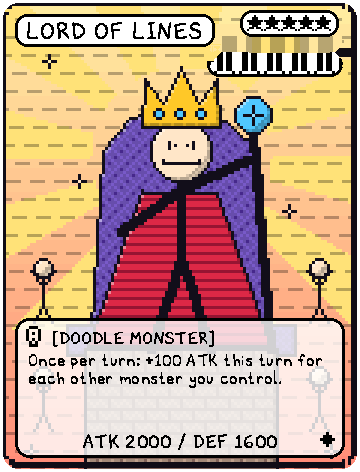 LORD OF LINES
[DOODLE MONSTER]
Once per turn: +100 ATK this turn for
each other monster you control.
ATK 2000 / DEF 1600